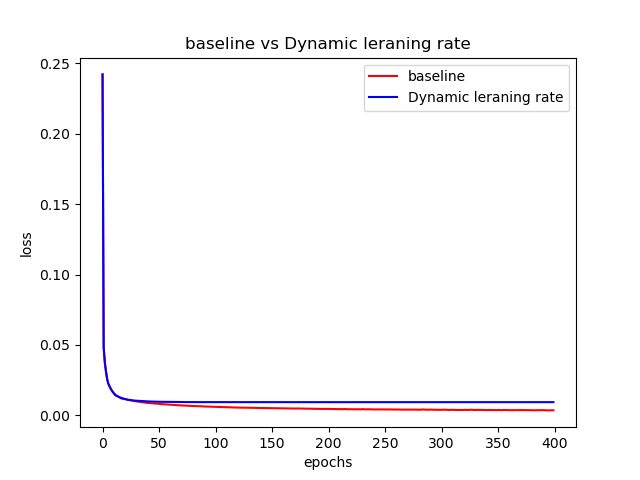 baseline vs Dynamic leraning rate
baseline
Dynamic leraning rate
0.25
0.20
0.15
0.10
0.05
0.00
loss
0 50 100 150 200 250 300 350 400
epochs